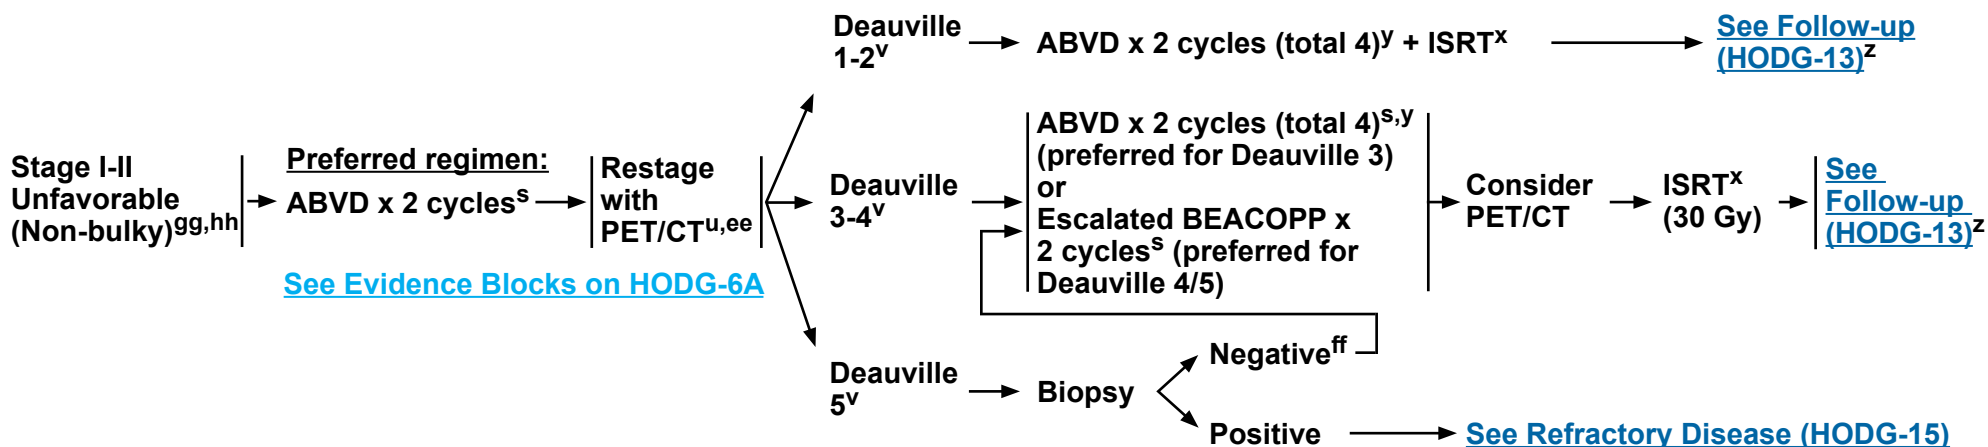 Stage I-II
Unfavorable
(Non-bulky)gg,hh
Preferred regimen:
ABVD x 2 cycless
See Evidence Blocks on HODG-6A
Restage
with
PET/CTu,ee
Deauville
1-2v
ABVD x 2 cycles (total 4)y + ISRTx
See Follow-up
(HODG-13)z
Deauville
3-4v
ABVD x 2 cycles (total 4)s,y
(preferred for Deauville 3)
or
Escalated BEACOPP x
2 cycless (preferred for
Deauville 4/5)
Consider
PET/CT
ISRTx
(30 Gy)
See
Follow-up
(HODG-13)z
Deauville
5v
Biopsy
Negativeff
Positive
See Refractory Disease (HODG-15)